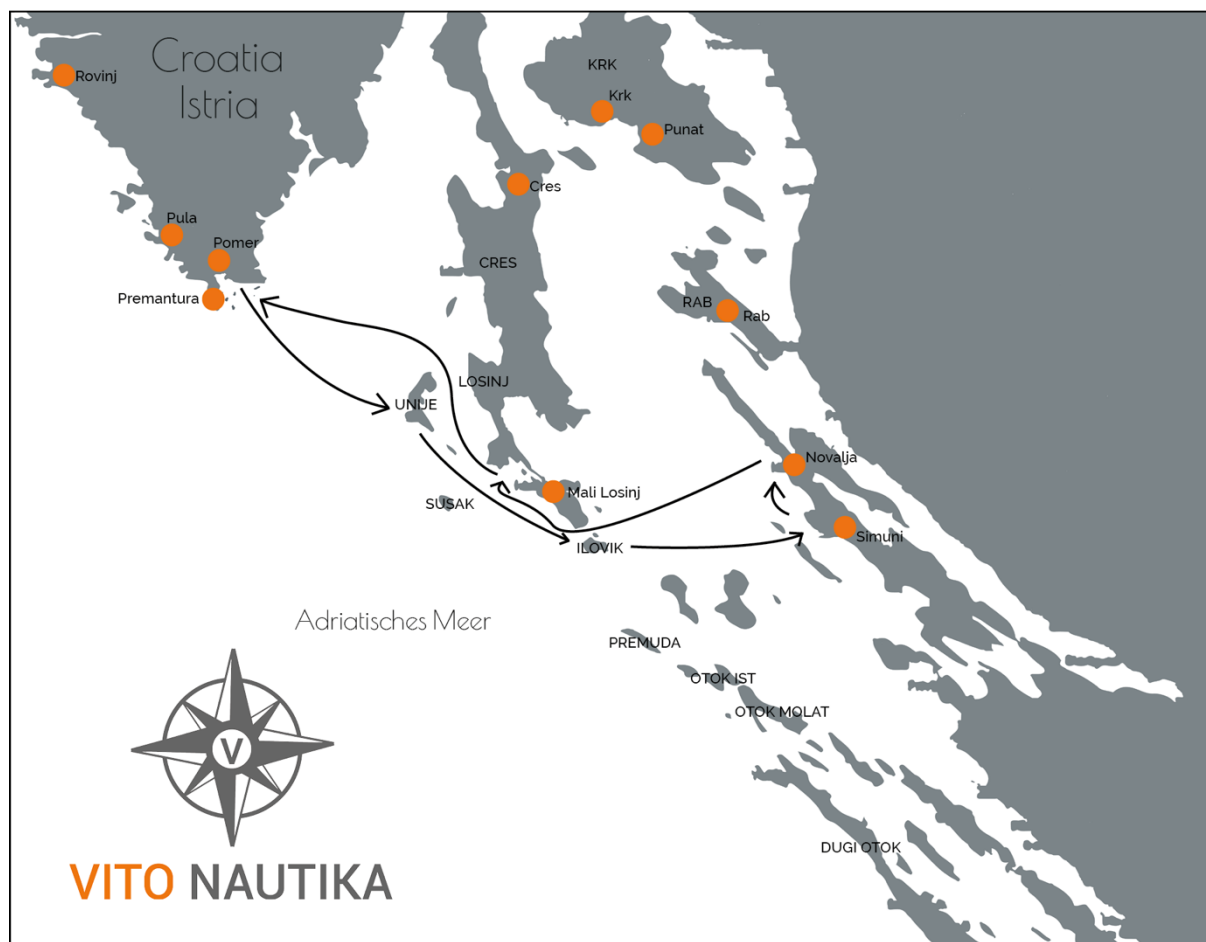 Croatia
Istria
Rovinj
KRK
Krk
Punat
Cres
Pula
Pomer
CRES
Premantura
RAB
Rab
LOSINJ
UNIJE
Novalja
Mali Losinj
SUSAK
Simuni
ILOVIK
Adriatisches Meer
PREMUDA
OTOK IST
OTOK MOLAT
V
DUGI OTOK
VITO NAUTIKA